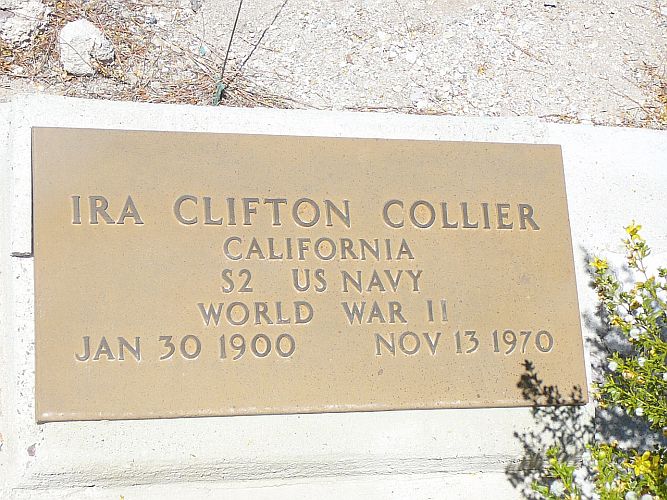 IRA CLIFTON COLLIER
CALIFORNIA
S2 US NAVY
WORLD WAR II
JAN 30 1900 NOV 13 1970